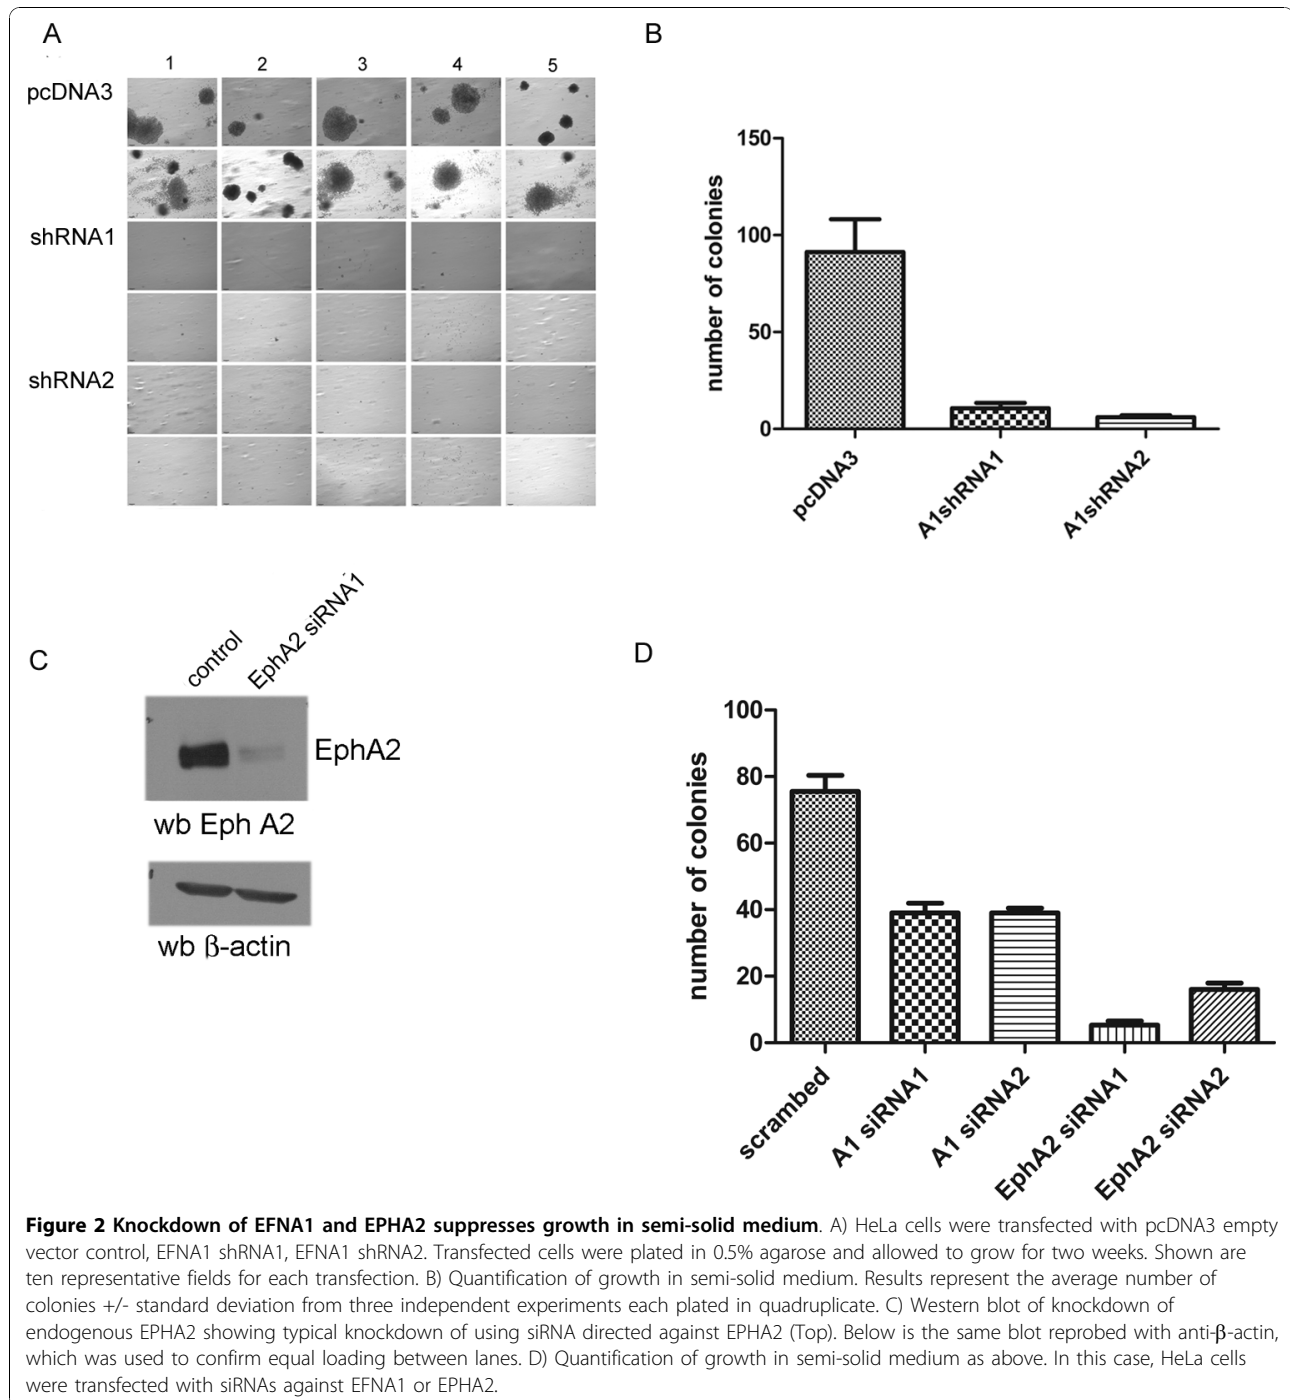 A
1 2 3 4 5
pcDNA3
shRNA1
shRNA2
B
150
100
50
0
number of colonies
pcDNA3
A1shRNA1
A1shRNA2
C
control
EphA2 siRNA1
EphA2
wb Eph A2
wb β-actin
D
100
80
60
40
20
0
number of colonies
scrambed
A1 siRNA1
A1 siRNA2
EphA2 siRNA1
EphA2 siRNA2
Figure 2 Knockdown of EFNA1 and EPHA2 suppresses growth in semi-solid medium. A) HeLa cells were transfected with pcDNA3 empty
vector control, EFNA1 shRNA1, EFNA1 shRNA2. Transfected cells were plated in 0.5% agarose and allowed to grow for two weeks. Shown are
ten representative fields for each transfection. B) Quantification of growth in semi-solid medium. Results represent the average number of
colonies +/- standard deviation from three independent experiments each plated in quadruplicate. C) Western blot of knockdown of
endogenous EPHA2 showing typical knockdown of using siRNA directed against EPHA2 (Top). Below is the same blot reprobed with anti-β-actin,
which was used to confirm equal loading between lanes. D) Quantification of growth in semi-solid medium as above. In this case, HeLa cells
were transfected with siRNAs against EFNA1 or EPHA2.